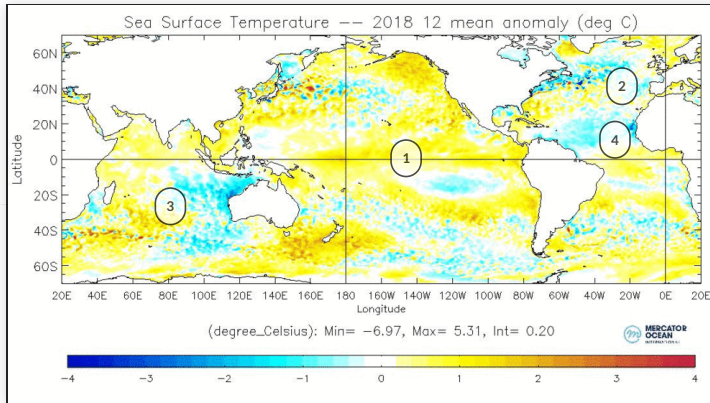 Sea Surface Temperature -- 2018 12 mean anomaly (deg C)
60N
40N
20N
0
20S
40S
60S
Latitude
1
2
3
4
20E 40E 60E 80E 100E 120E 140E 160E 180E 160W 140W 120W 100W 80W 60W 40W 20W 0E 20E
Longitude
(degree_Celsius): Min= -6.97, Max= 5.31, Int= 0.20
MERCATOR
OCEAN
INTERNATIONAL
-4 -3 -2 -1 0 1 2 3 4